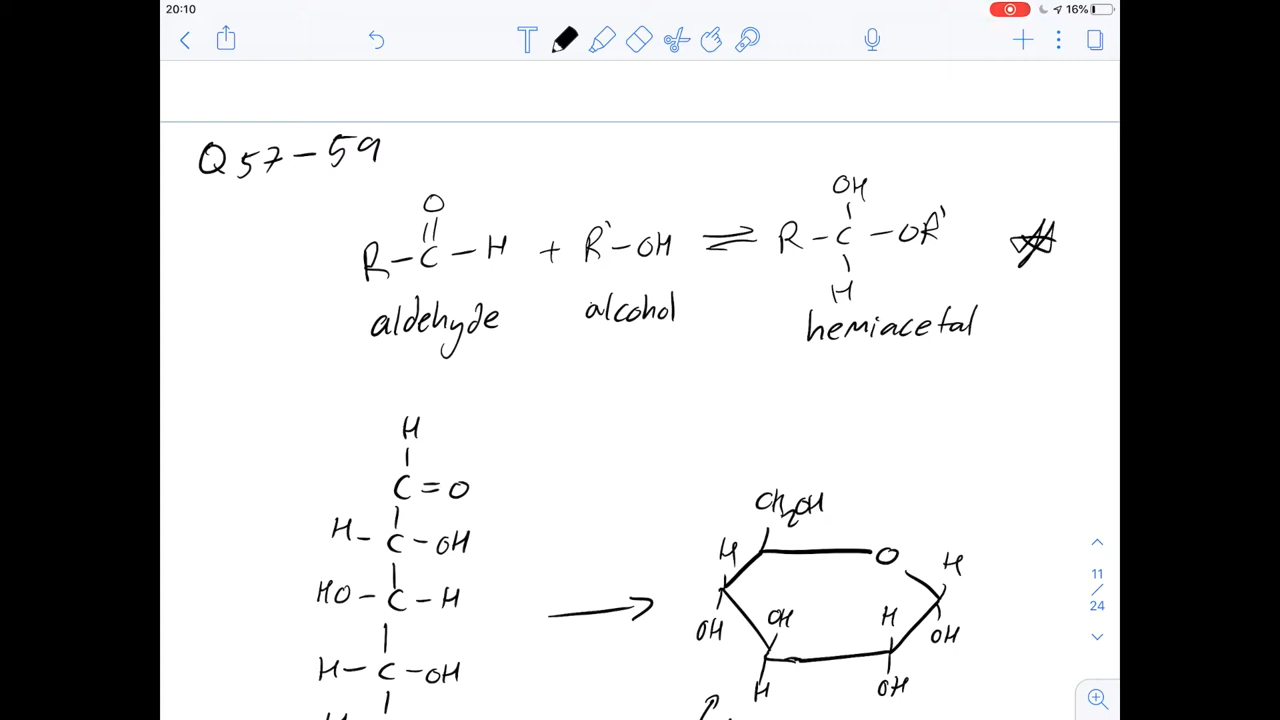 20:10
16%
Q 57 - 59
O
||
R - C - H + R' - OH ⇌ R - C - OR'
OH
H
aldehyde
alcohol
hemiacetal
H
C = O
H - C - OH
HO - C - H
H - C - OH
H
CH2OH
H
O
H
OH
OH
H
OH
H
OH
11
/
24